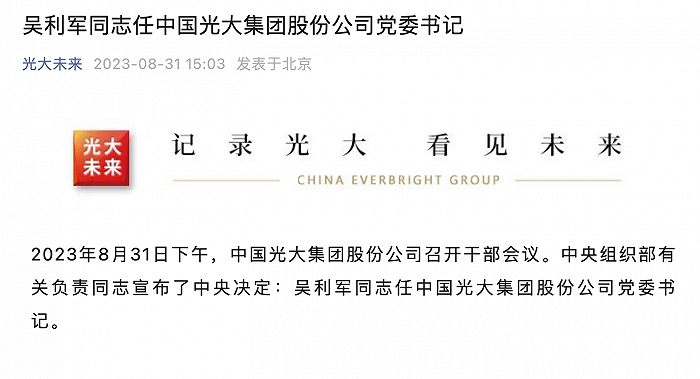 吴利军同志任中国光大集团股份公司党委书记
光大未来 2023-08-31 15:03 发表于北京
光大
未来
记录光大 看见未来
CHINA EVERBRIGHT GROUP
2023年8月31日下午，中国光大集团股份公司召开干部会议。中央组织部有
关负责同志宣布了中央决定：吴利军同志任中国光大集团股份公司党委书
记。